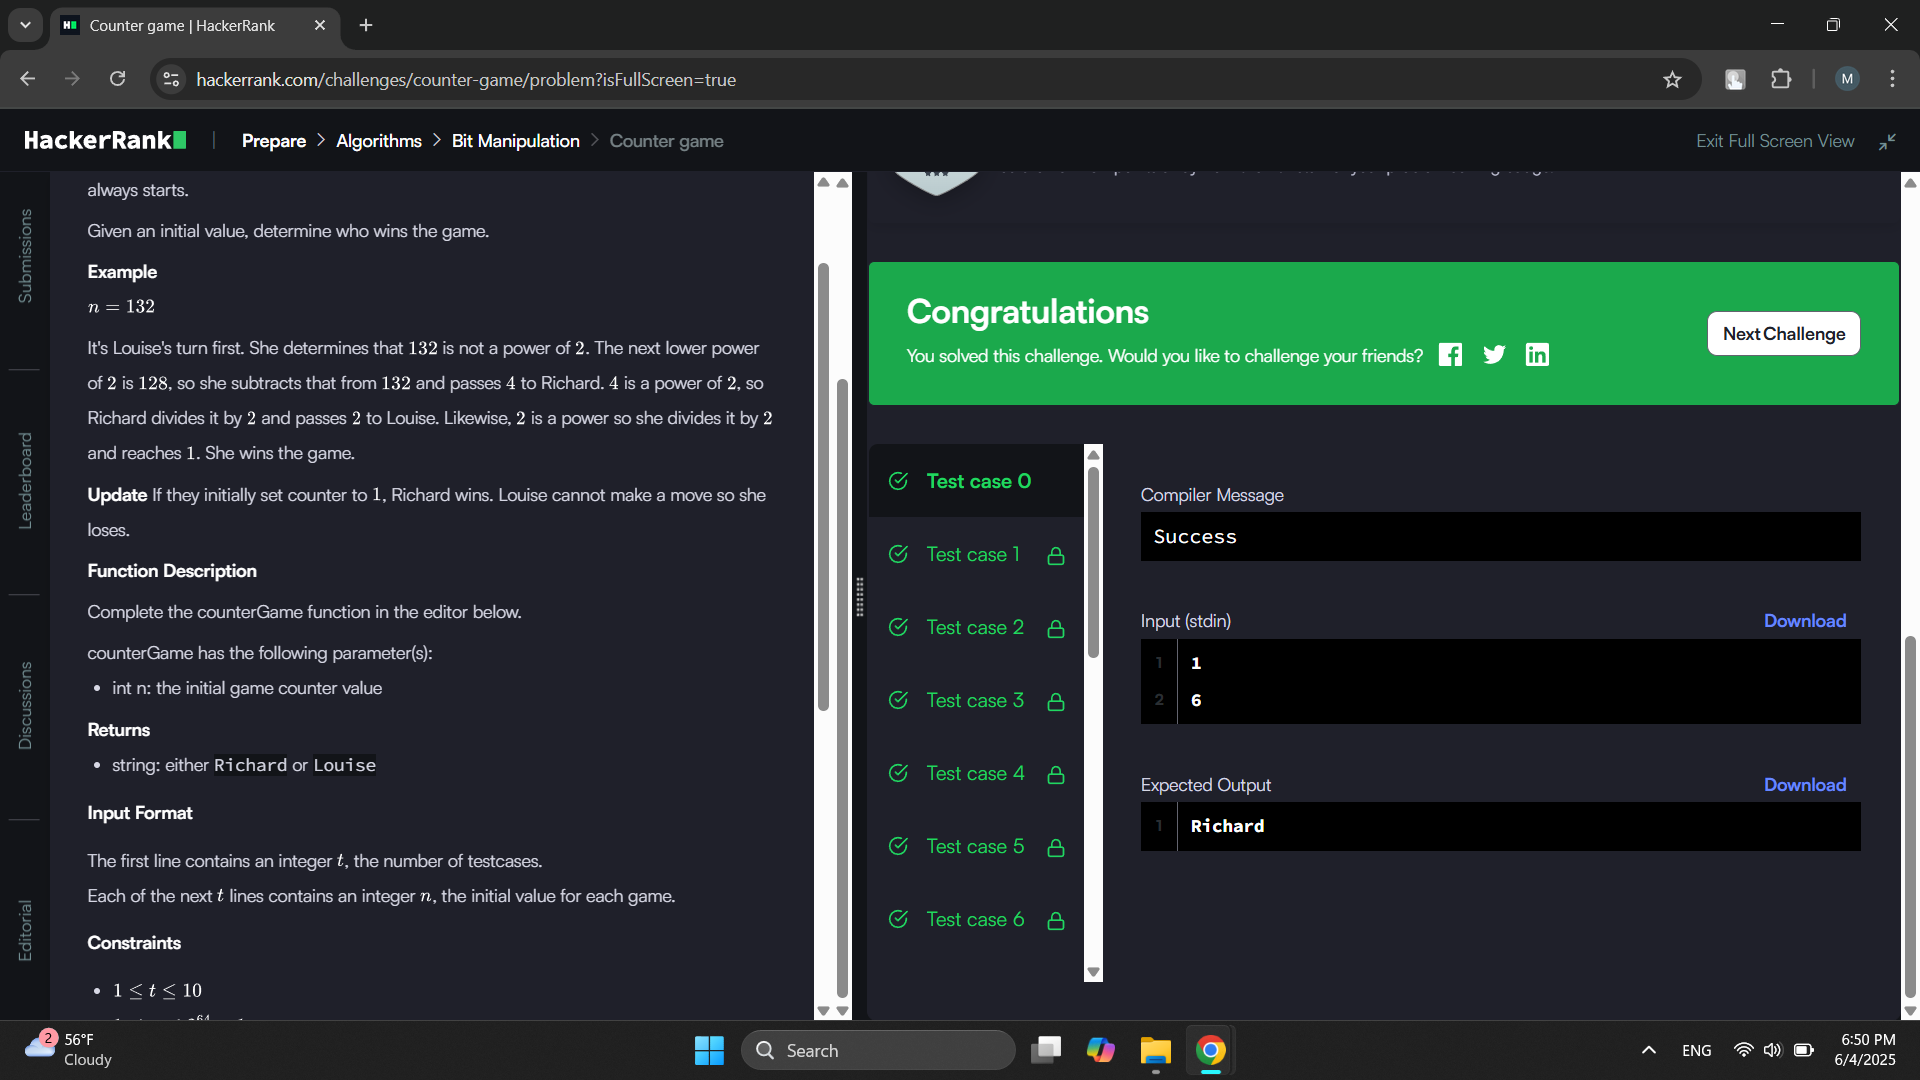 Counter game | HackerRank
hackerrank.com/challenges/counter-game/problem?isFullScreen=true
M
HackerRank
Prepare > Algorithms > Bit Manipulation > Counter game
Exit Full Screen View
Submissions
Leaderboard
Discussions
Editorial
always starts.
Given an initial value, determine who wins the game.
Example
n = 132
It's Louise's turn first. She determines that 132 is not a power of 2. The next lower power
of 2 is 128, so she subtracts that from 132 and passes 4 to Richard. 4 is a power of 2, so
Richard divides it by 2 and passes 2 to Louise. Likewise, 2 is a power so she divides it by 2
and reaches 1. She wins the game.
Update If they initially set counter to 1, Richard wins. Louise cannot make a move so she
loses.
Function Description
Complete the counterGame function in the editor below.
counterGame has the following parameter(s):
• int n: the initial game counter value
Returns
• string: either Richard or Louise
Input Format
The first line contains an integer t, the number of testcases.
Each of the next t lines contains an integer n, the initial value for each game.
Constraints
• 1 ≤ t ≤ 10
Congratulations
You solved this challenge. Would you like to challenge your friends?
Next Challenge
Test case 0
Test case 1
Test case 2
Test case 3
Test case 4
Test case 5
Test case 6
Compiler Message
Success
Input (stdin)
Download
1 1
2 6
Expected Output
Download
1 Richard
2
56°F
Cloudy
Search
ENG
6:50 PM
6/4/2025